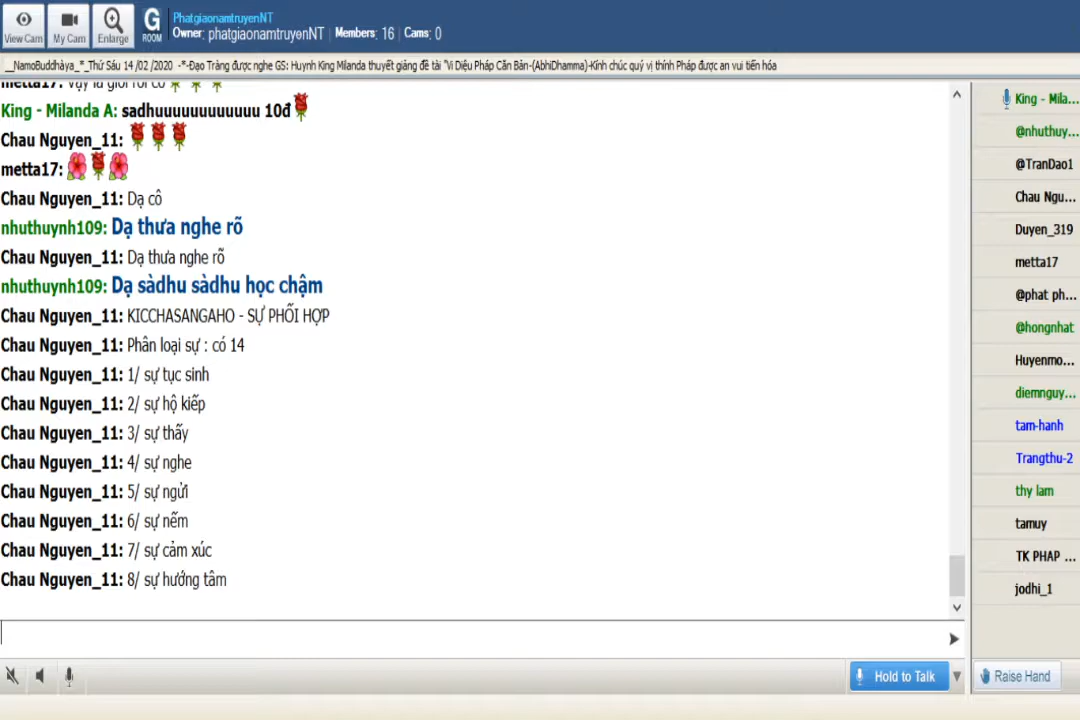 PhatgiaonamtruyenNT
Owner: phatgiaonamtruyenNT | Members: 16 | Cams: 0
View Cam
My Cam
Enlarge
G ROOM
__NamoBuddhàya_*_Thứ Sáu 14 /02 /2020 -*-Đạo Tràng được nghe GS: Huynh King Milanda thuyết giảng đề tài "Vi Diệu Pháp Căn Bản-(AbhiDhamma)-Kính chúc quý vị thính Pháp được an vui tiến hóa
metta17: vậy là giỏi rồi cô
King - Milanda A: sadhuuuuuuuuuuuu 10đ
Chau Nguyen_11:
metta17:
Chau Nguyen_11: Dạ cô
nhuthuynh109: Dạ thưa nghe rõ
Chau Nguyen_11: Dạ thưa nghe rõ
nhuthuynh109: Dạ sàdhu sàdhu học chậm
Chau Nguyen_11: KICCHASANGAHO - SỰ PHỐI HỢP
Chau Nguyen_11: Phân loại sự : có 14
Chau Nguyen_11: 1/ sự tục sinh
Chau Nguyen_11: 2/ sự hộ kiếp
Chau Nguyen_11: 3/ sự thấy
Chau Nguyen_11: 4/ sự nghe
Chau Nguyen_11: 5/ sự ngửi
Chau Nguyen_11: 6/ sự nếm
Chau Nguyen_11: 7/ sự cảm xúc
Chau Nguyen_11: 8/ sự hướng tâm
King - Mila...
@nhuthuy...
@TranDao1
Chau Ngu...
Duyen_319
metta17
@phat ph...
@hongnhat
Huyenmo...
diemnguy...
tam-hanh
Trangthu-2
thy lam
tamuy
TK PHAP ...
jodhi_1
Hold to Talk
Raise Hand